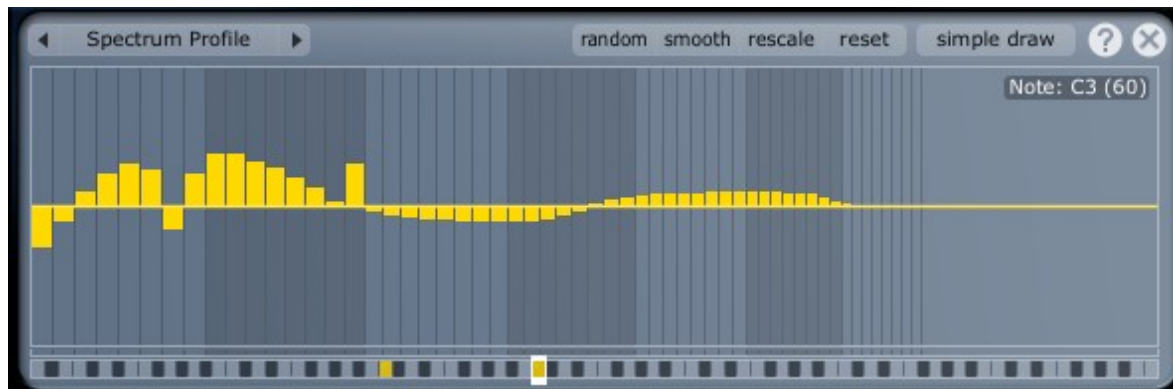 Spectrum Profile random smooth rescale reset simple draw ?
Note: C3 (60)